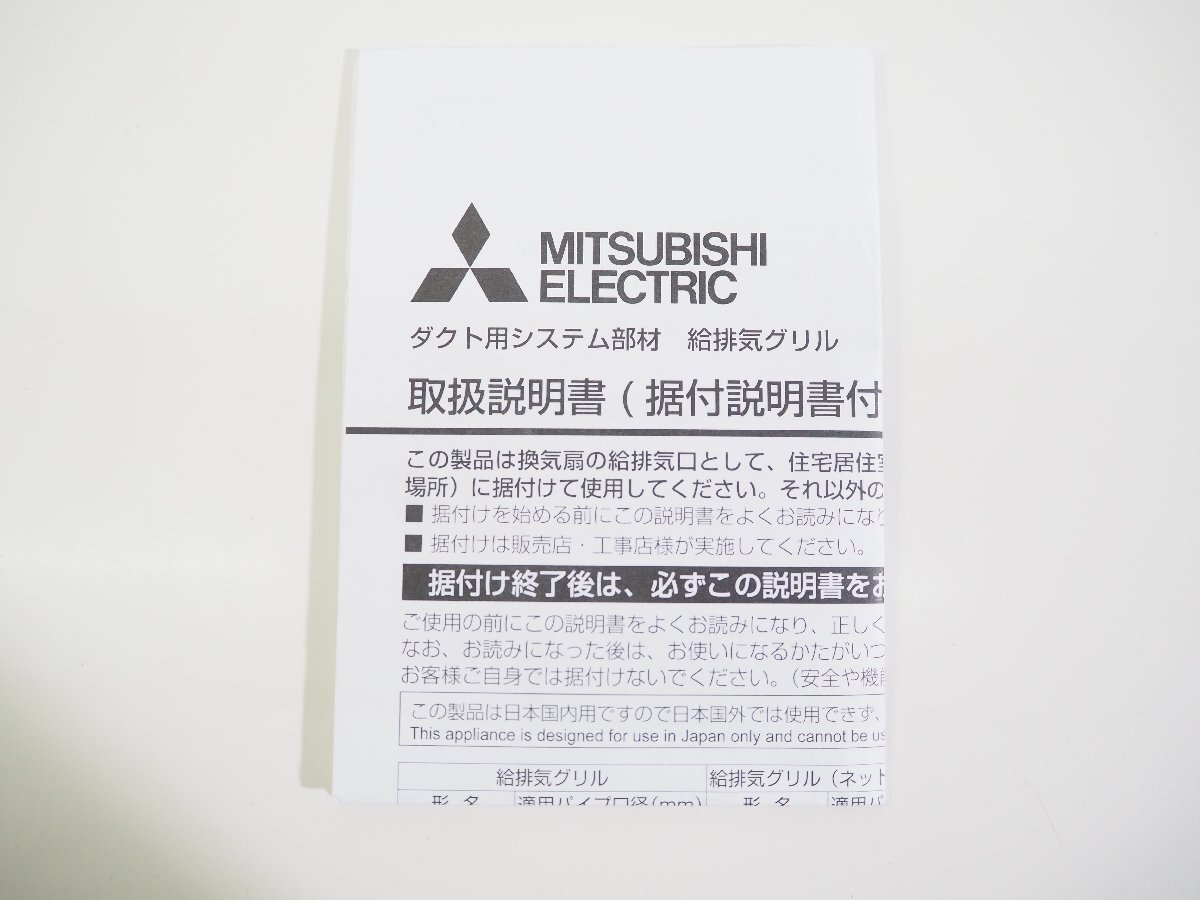 MITSUBISHI
ELECTRIC
ダクト用システム部材 給排気グリル
取扱説明書(据付説明書付
この製品は換気扇の給排気口として、住宅居住
場所)に据付けて使用してください。それ以外の
■ 据付けを始める前にこの説明書をよくお読みにな
■ 据付けは販売店・工事店様が実施してください。
据付け終了後は、必ずこの説明書をお
ご使用の前にこの説明書をよくお読みになり、正しく
なお、お読みになった後は、お使いになるかたがいつ
お客様ご自身では据付けないでください。(安全や機
この製品は日本国内用ですので日本国外では使用できず、
This appliance is designed for use in Japan only and cannot be
給排気グリル 給排気グリル(ネット
形 名 適用パイプ口径(mm) 形 名 適用パ